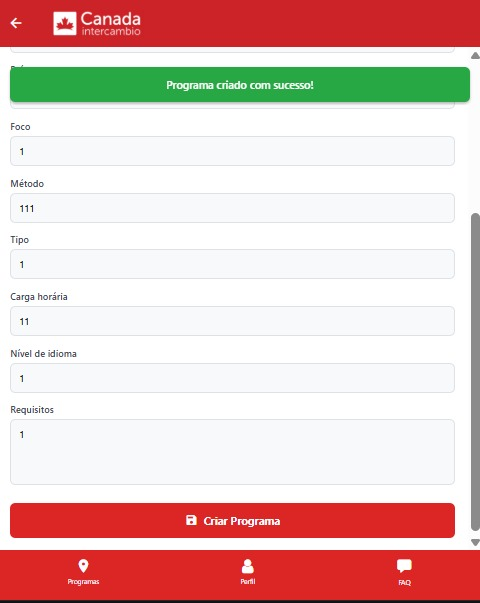 Canada
intercambio
Programa criado com sucesso!
Foco
1
Método
111
Tipo
1
Carga horária
11
Nível de idioma
1
Requisitos
1
Criar Programa
Programas
Perfil
FAQ